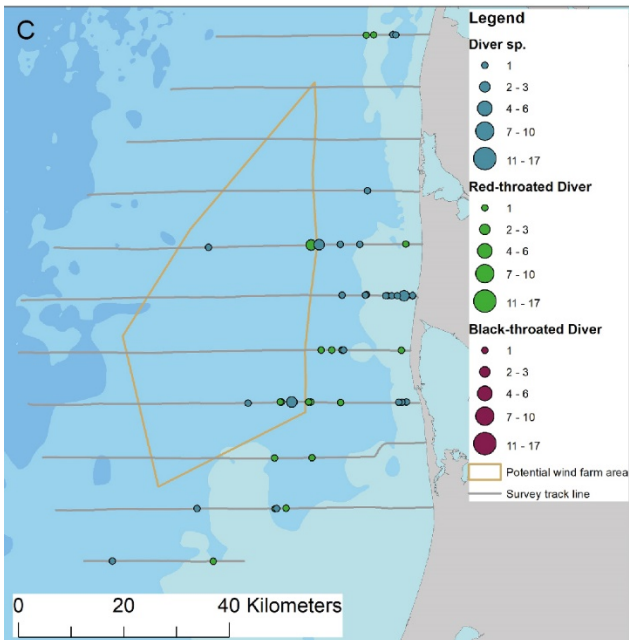 C
Legend
Diver sp.
1
2 - 3
4 - 6
7 - 10
11 - 17
Red-throated Diver
1
2 - 3
4 - 6
7 - 10
11 - 17
Black-throated Diver
1
2 - 3
4 - 6
7 - 10
11 - 17
Potential wind farm area
Survey track line
0 20 40 Kilometers